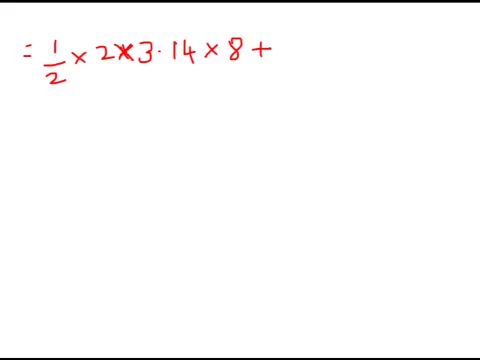 = 1/2 × 2 × 3·14 × 8 +